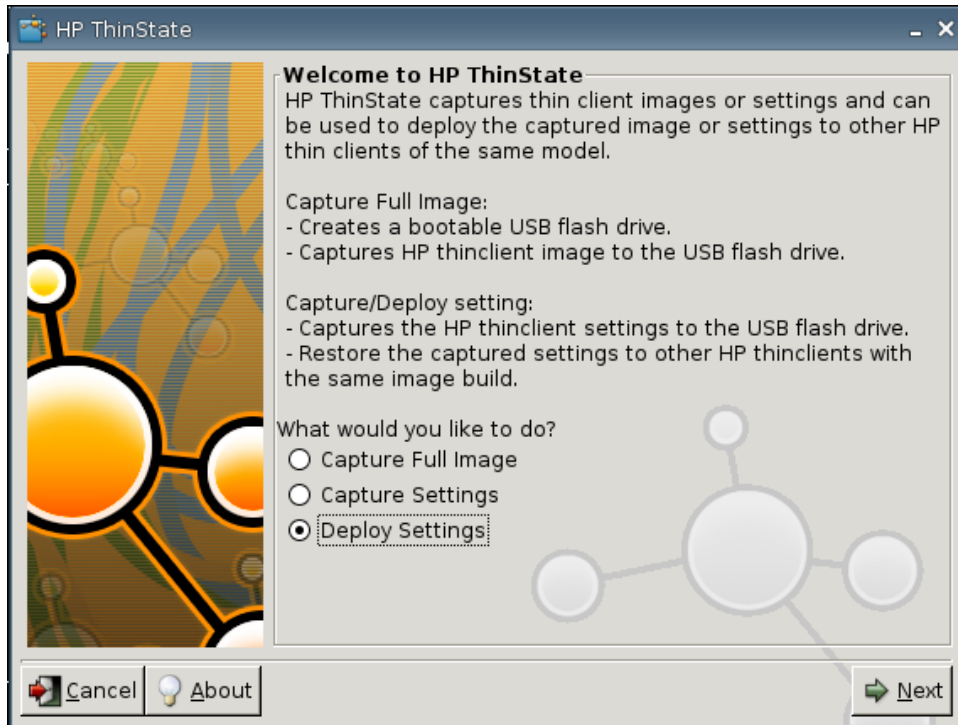 HP ThinState
Welcome to HP ThinState
HP ThinState captures thin client images or settings and can
be used to deploy the captured image or settings to other HP
thin clients of the same model.
Capture Full Image:
- Creates a bootable USB flash drive.
- Captures HP thinclient image to the USB flash drive.
Capture/Deploy setting:
- Captures the HP thinclient settings to the USB flash drive.
- Restore the captured settings to other HP thinclients with
the same image build.
What would you like to do?
Capture Full Image
Capture Settings
Deploy Settings
Cancel
About
Next